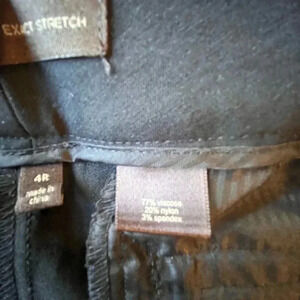 EXACT STRETCH
4R
made in
china
77% viscose
20% nylon
3% spandex